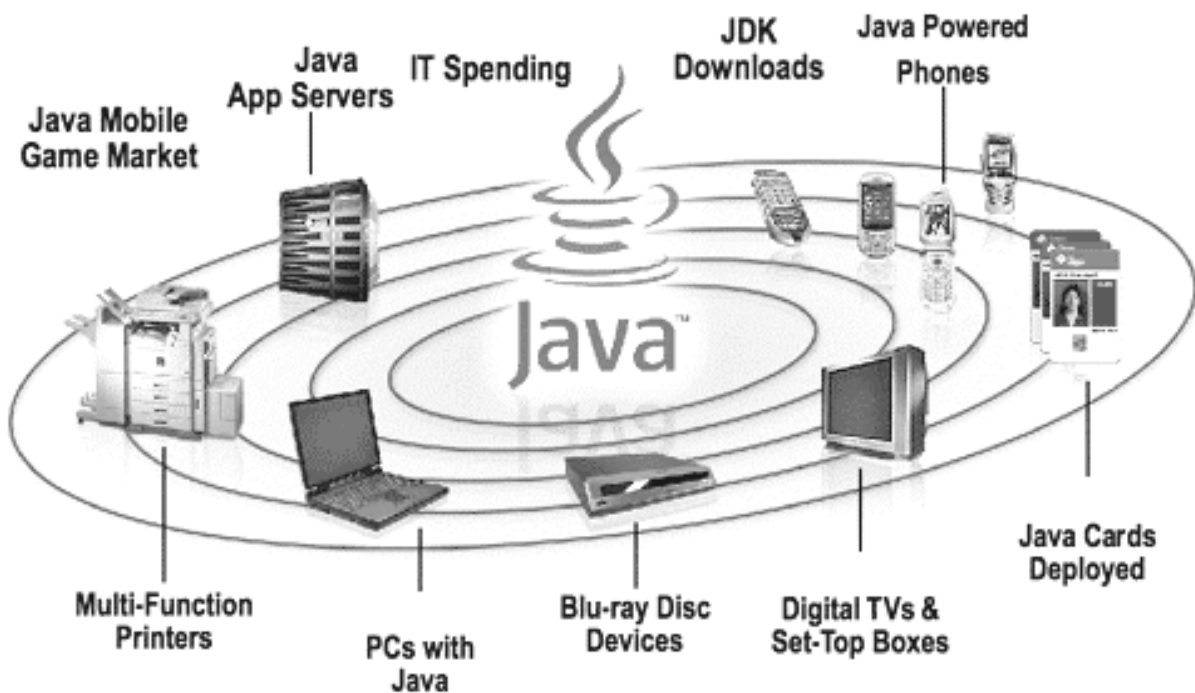 Java Mobile
Game Market
Java
App Servers
IT Spending
JDK
Downloads
Java Powered
Phones
Java™
Multi-Function
Printers
PCs with
Java
Blu-ray Disc
Devices
Digital TVs &
Set-Top Boxes
Java Cards
Deployed